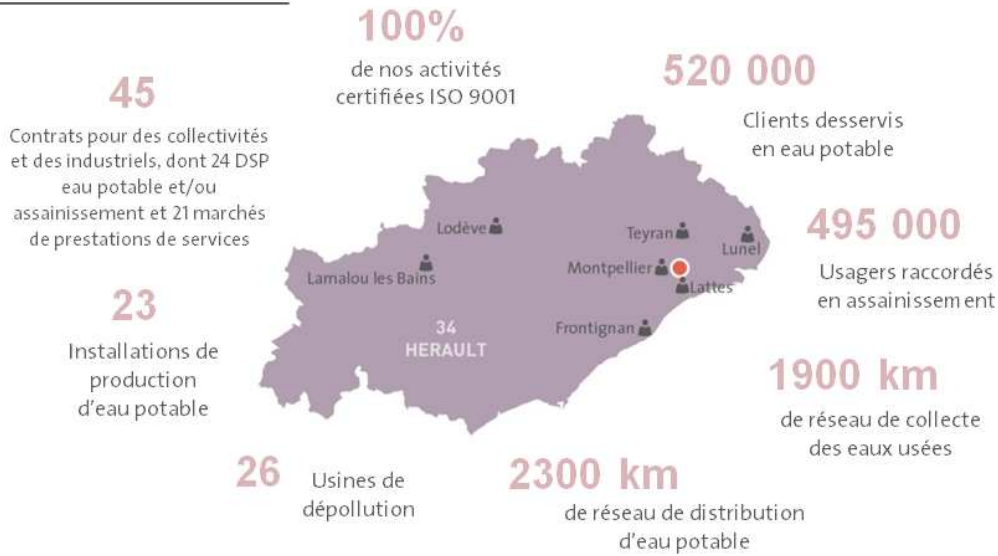 100%
de nos activités
certifiées ISO 9001
520 000
Clients desservis
en eau potable
45
Contrats pour des collectivités
et des industriels, dont 24 DSP
eau potable et/ou
assainissement et 21 marchés
de prestations de services
495 000
Usagers raccordés
en assainissement
23
Installations de
production
d'eau potable
Lodève
Teyran
Lunel
Lamalou les Bains
Montpellier
Lattes
Frontignan
34
HERAULT
1900 km
de réseau de collecte
des eaux usées
26
Usines de
dépollution
2300 km
de réseau de distribution
d'eau potable